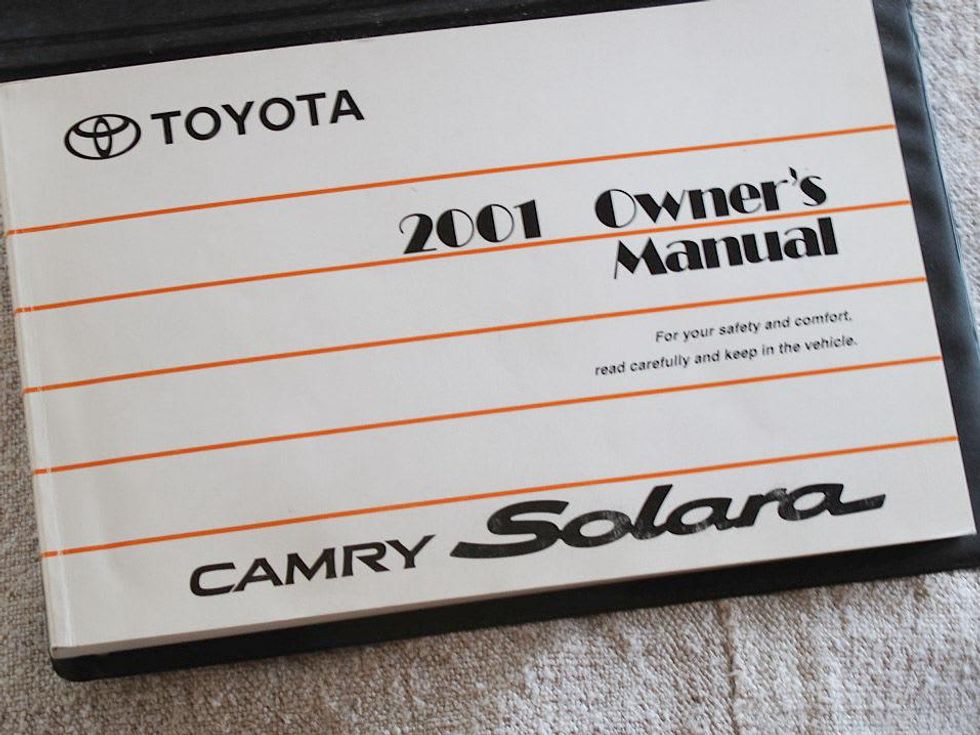 TOYOTA
2001 Owner's
Manual
For your safety and comfort,
read carefully and keep in the vehicle.
CAMRY Solara